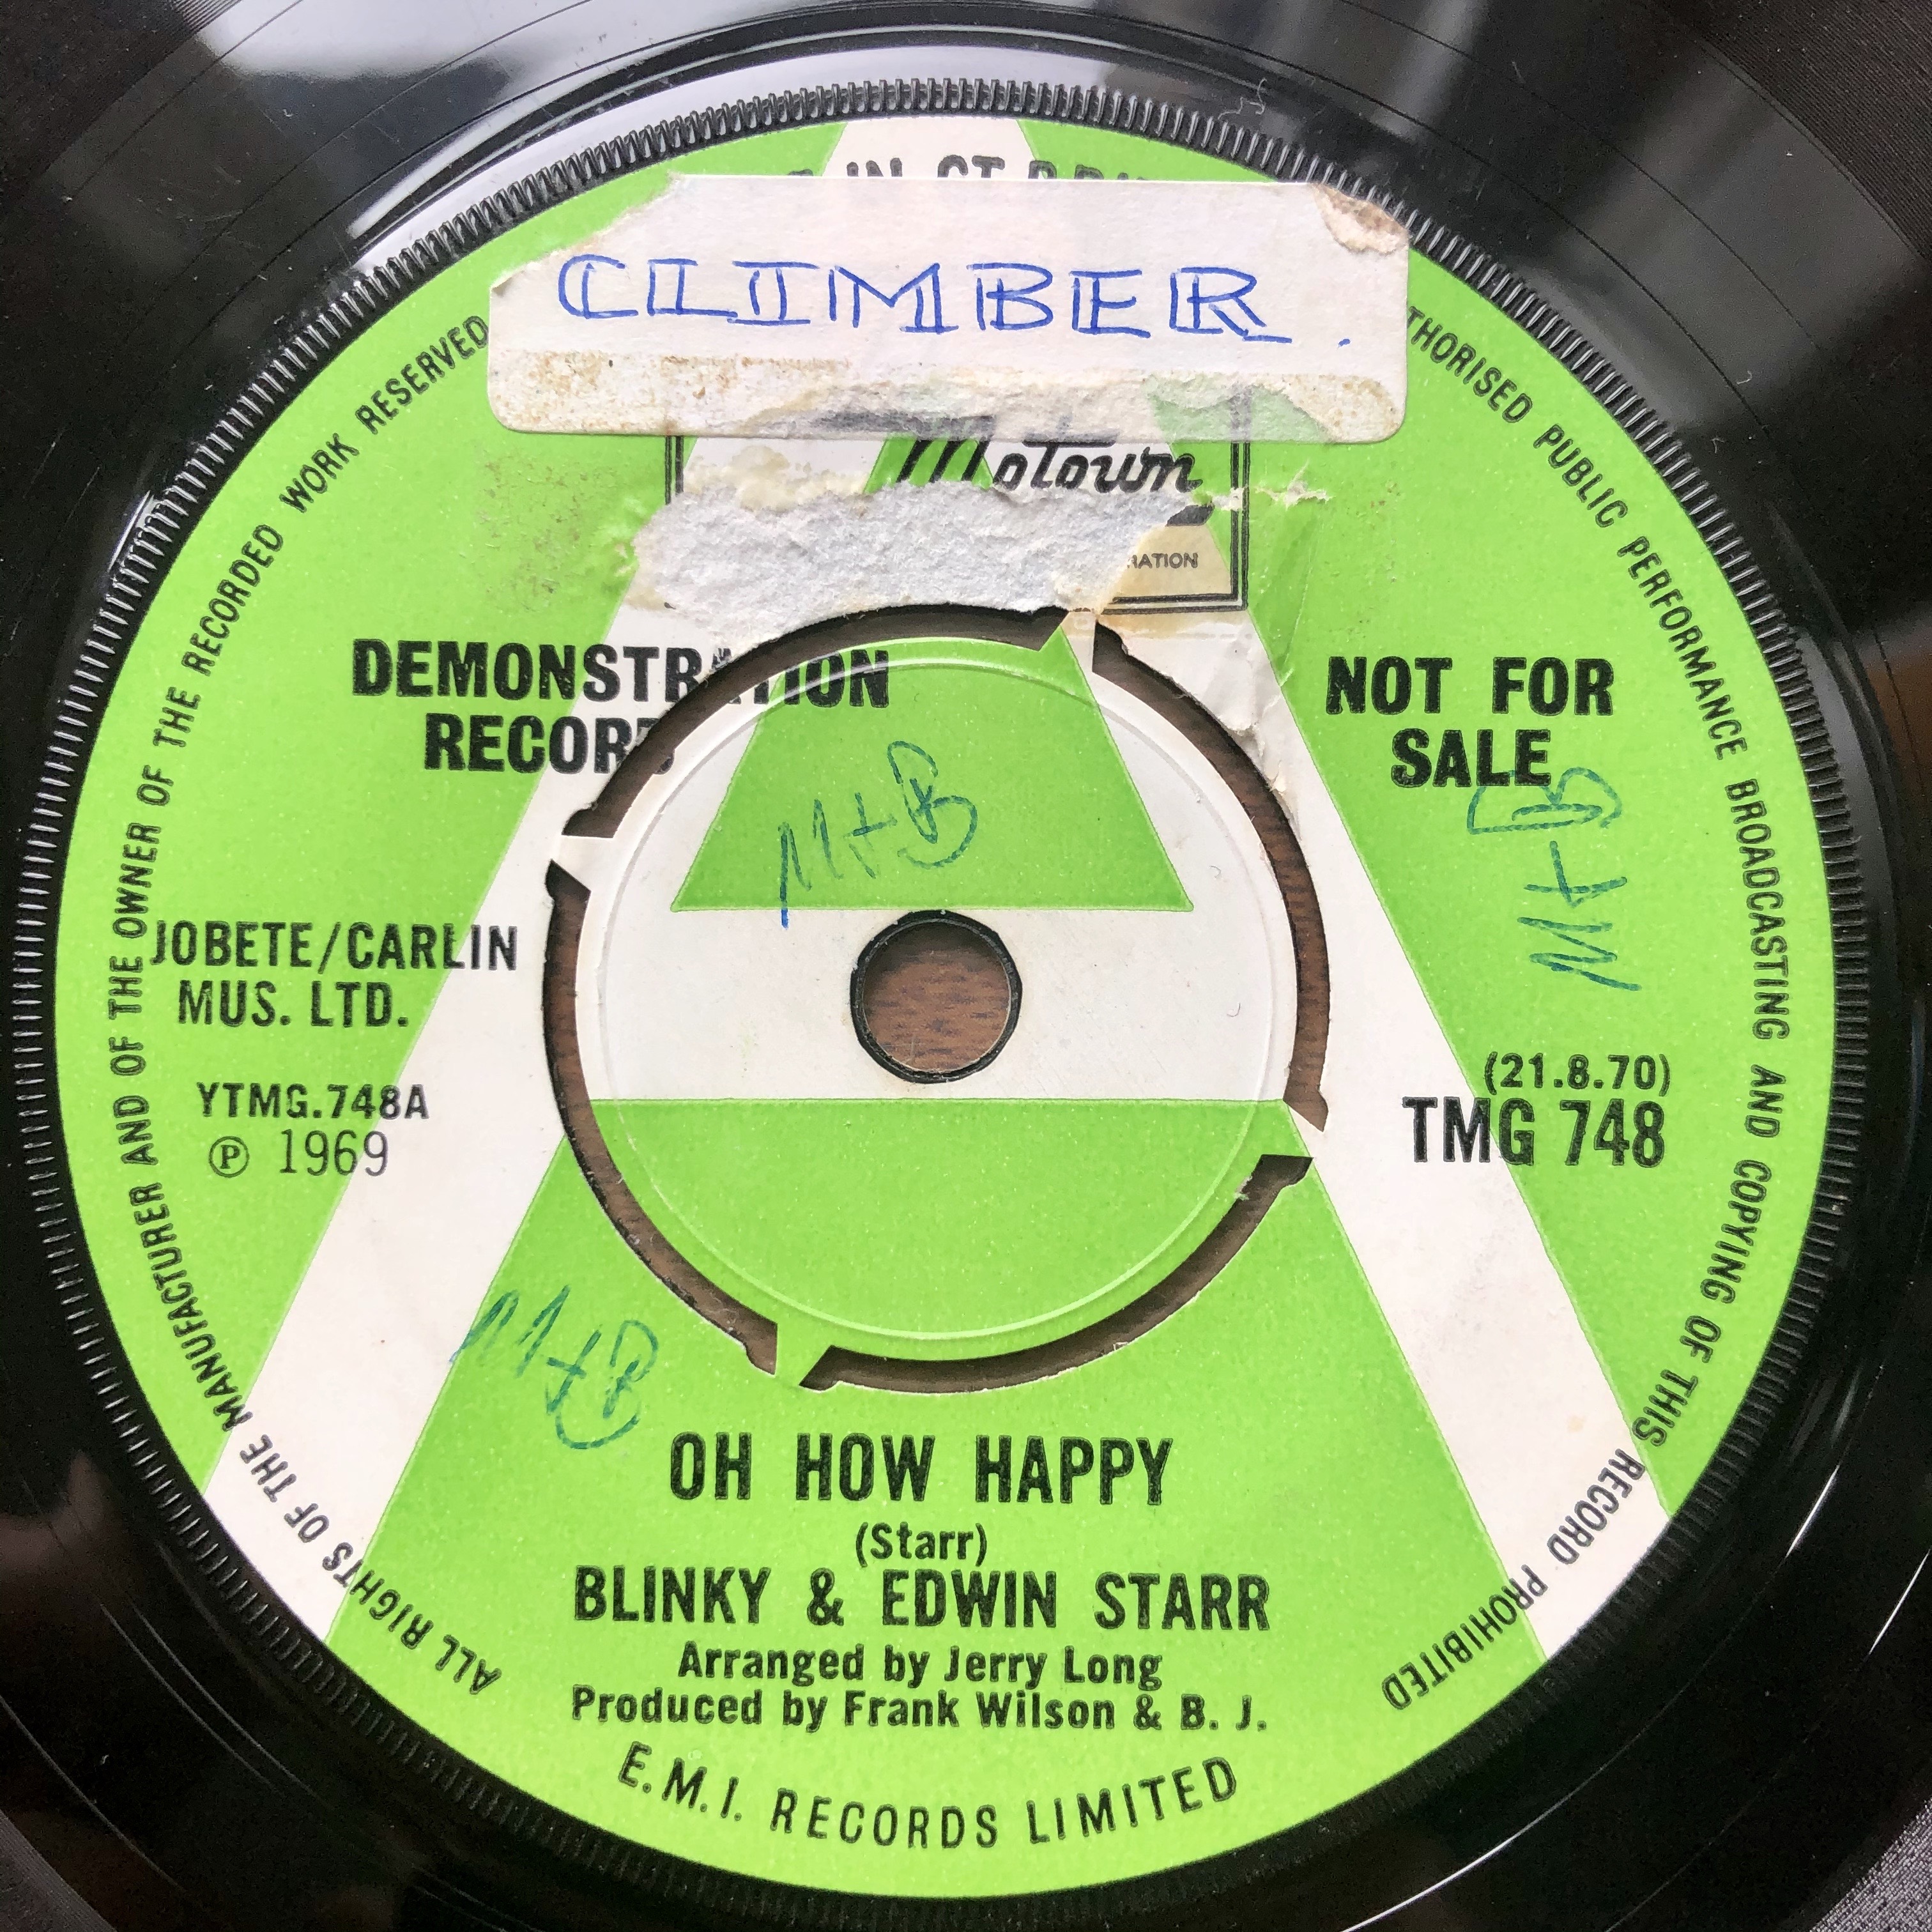 CLIMBER.
Motown
DEMONSTRATION
RECORD
NOT FOR
SALE
M+B
M+B
JOBETE/CARLIN
MUS. LTD.
YTMG.748A
Ⓟ 1969
(21.8.70)
TMG 748
M+B
OH HOW HAPPY
(Starr)
BLINKY & EDWIN STARR
Arranged by Jerry Long
Produced by Frank Wilson & B. J.
E.M.I. RECORDS LIMITED
ALL RIGHTS OF THE MANUFACTURER AND OF THE OWNER OF THE RECORDED WORK RESERVED
PUBLIC PERFORMANCE BROADCASTING AND COPYING OF THIS RECORD PROHIBITED